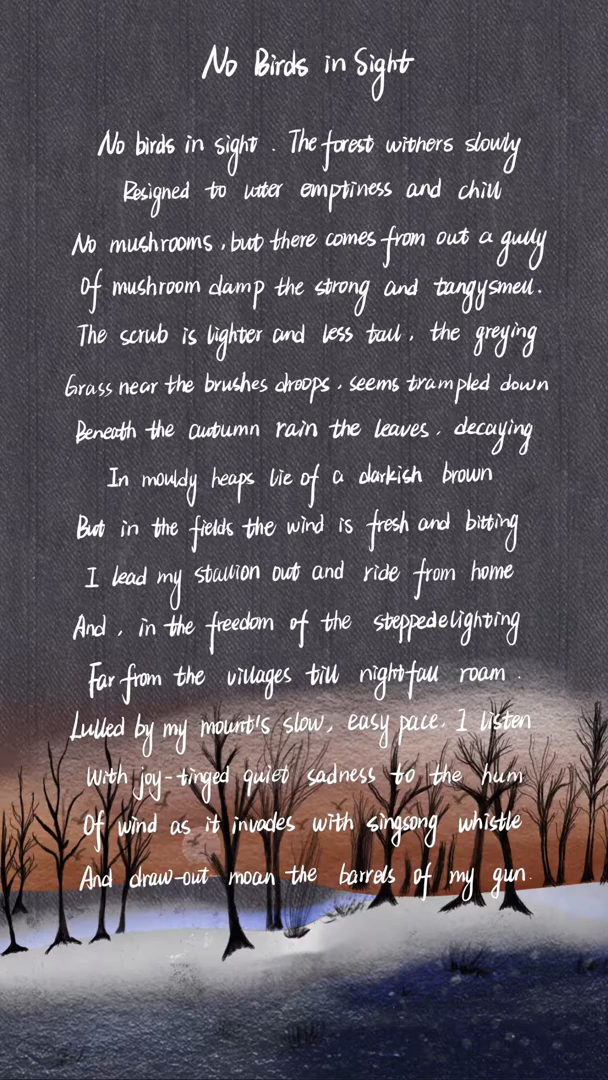 No Birds in Sight
No birds in sight . The forest withers slowly
Resigned to utter emptiness and chill
No mushrooms , but there comes from out a gully
Of mushroom damp the strong and tangysmell .
The scrub is lighter and less tall , the greying
Grass near the brushes droops , seems trampled down
Beneath the autumn rain the leaves , decaying
In mouldy heaps lie of a darkish brown
But in the fields the wind is fresh and bitting
I lead my stallion out and ride from home
And , in the freedom of the steppedelighting
Far from the villages till nightfall roam .
Lulled by my mount's slow, easy pace , I listen
With joy-tinged quiet sadness to the hum
Of wind as it invades with singsong whistle
And draw-out moan the barrels of my gun .